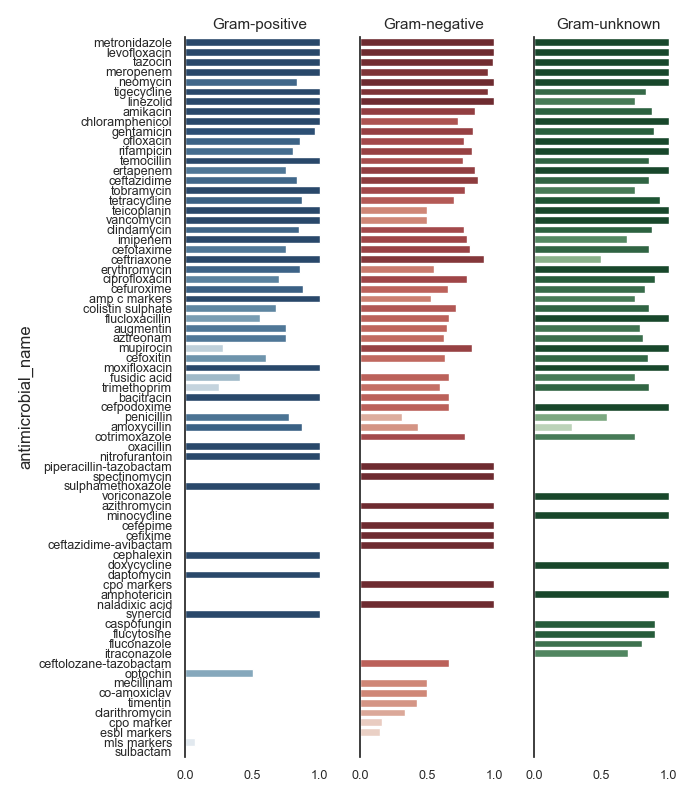 Gram-positive Gram-negative Gram-unknown
antimicrobial_name
metronidazole
levofloxacin
tazocin
meropenem
neomycin
tigecycline
linezolid
amikacin
chloramphenicol
gentamicin
ofloxacin
rifampicin
temocillin
ertapenem
ceftazidime
tobramycin
tetracycline
teicoplanin
vancomycin
clindamycin
imipenem
cefotaxime
ceftriaxone
erythromycin
ciprofloxacin
cefuroxime
amp c markers
colistin sulphate
flucloxacillin
augmentin
aztreonam
mupirocin
cefoxitin
moxifloxacin
fusidic acid
trimethoprim
bacitracin
cefpodoxime
penicillin
amoxycillin
cotrimoxazole
oxacillin
nitrofurantoin
piperacillin-tazobactam
spectinomycin
sulphamethoxazole
voriconazole
azithromycin
minocycline
cefepime
cefixime
ceftazidime-avibactam
cephalexin
doxycycline
daptomycin
cpo markers
amphotericin
naladixic acid
synercid
caspofungin
flucytosine
fluconazole
itraconazole
ceftolozane-tazobactam
optochin
mecillinam
co-amoxiclav
timentin
clarithromycin
cpo marker
esbl markers
mls markers
sulbactam
0.0 0.5 1.0 0.0 0.5 1.0 0.0 0.5 1.0